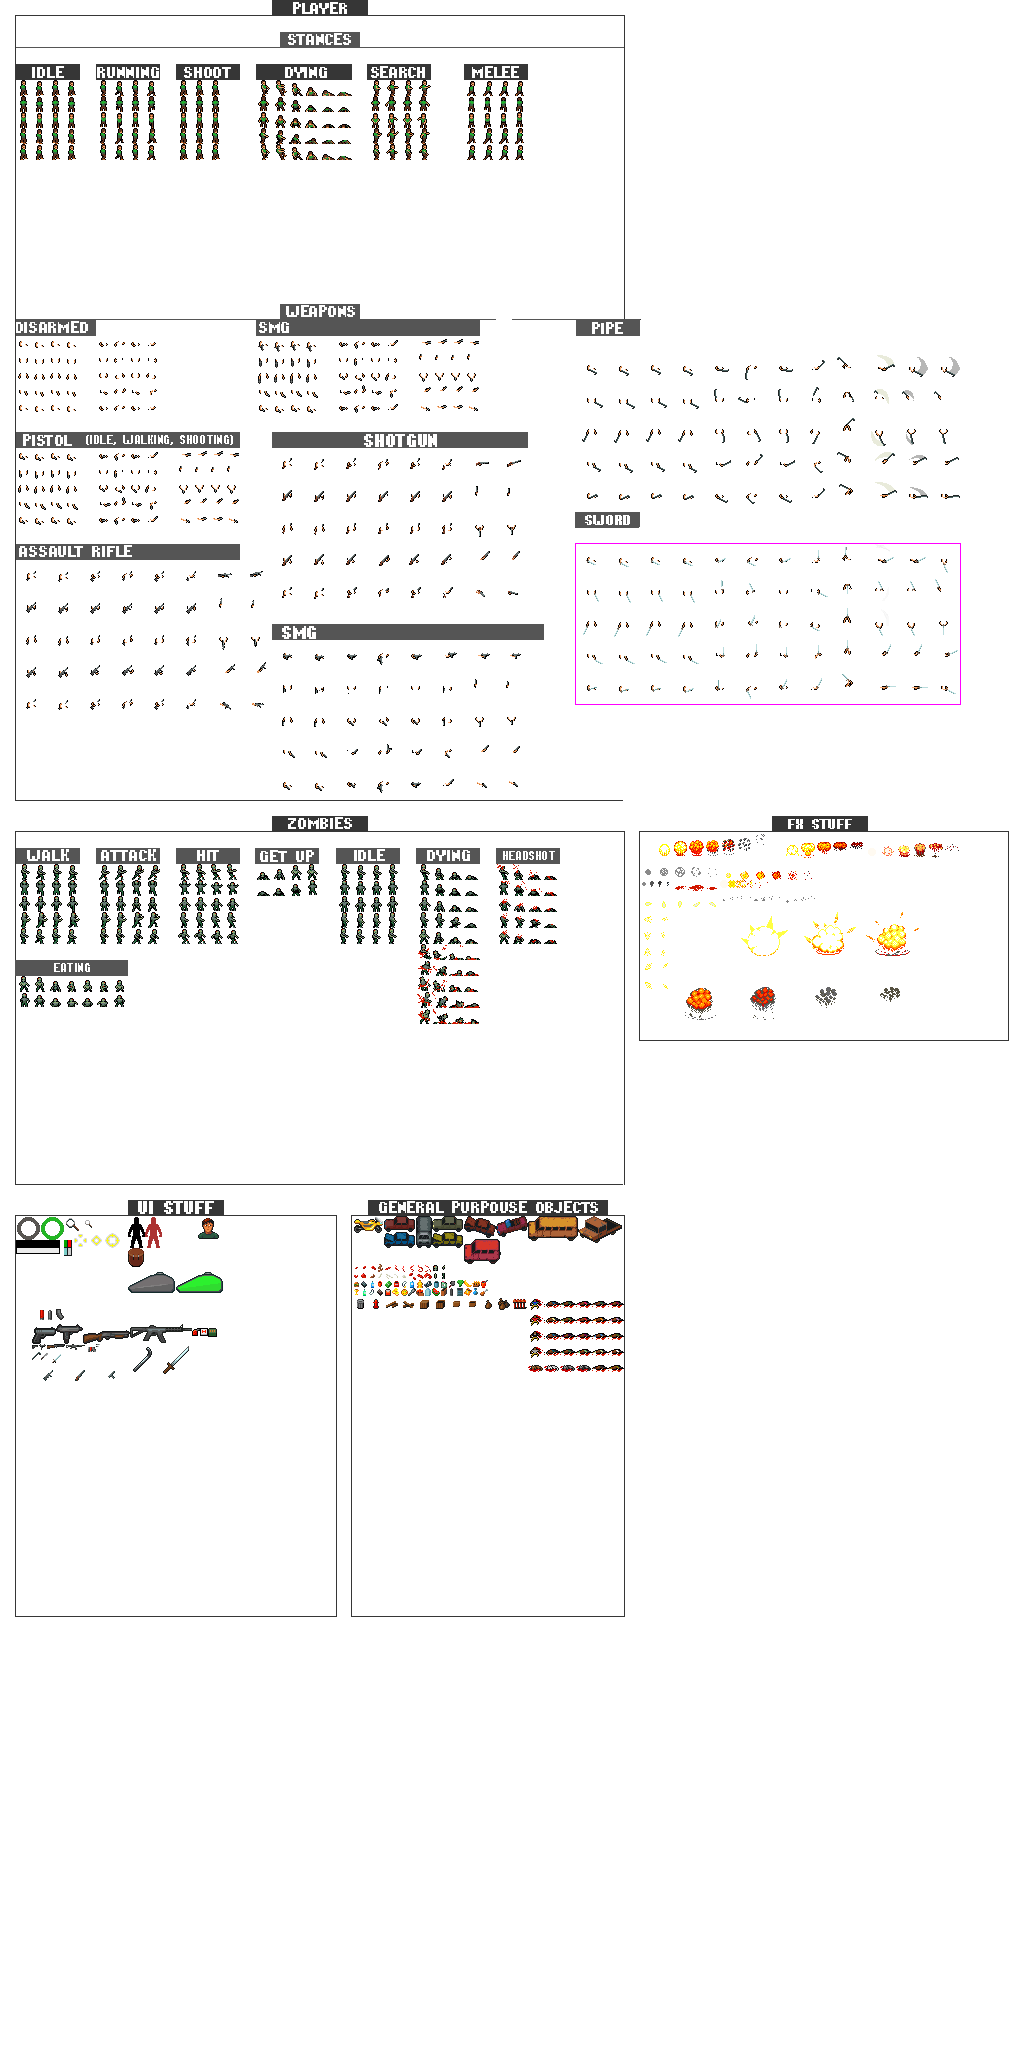 PLAYER
STANCES
IDLE RUNNING SHOOT DYING SEARCH MELEE
WEAPONS
DISARMED SMG PIPE
PISTOL (IDLE, WALKING, SHOOTING) SHOTGUN
SWORD
ASSAULT RIFLE
SMG
ZOMBIES FX STUFF
WALK ATTACK HIT GET UP IDLE DYING HEADSHOT
EATING
UI STUFF GENERAL PURPOUSE OBJECTS